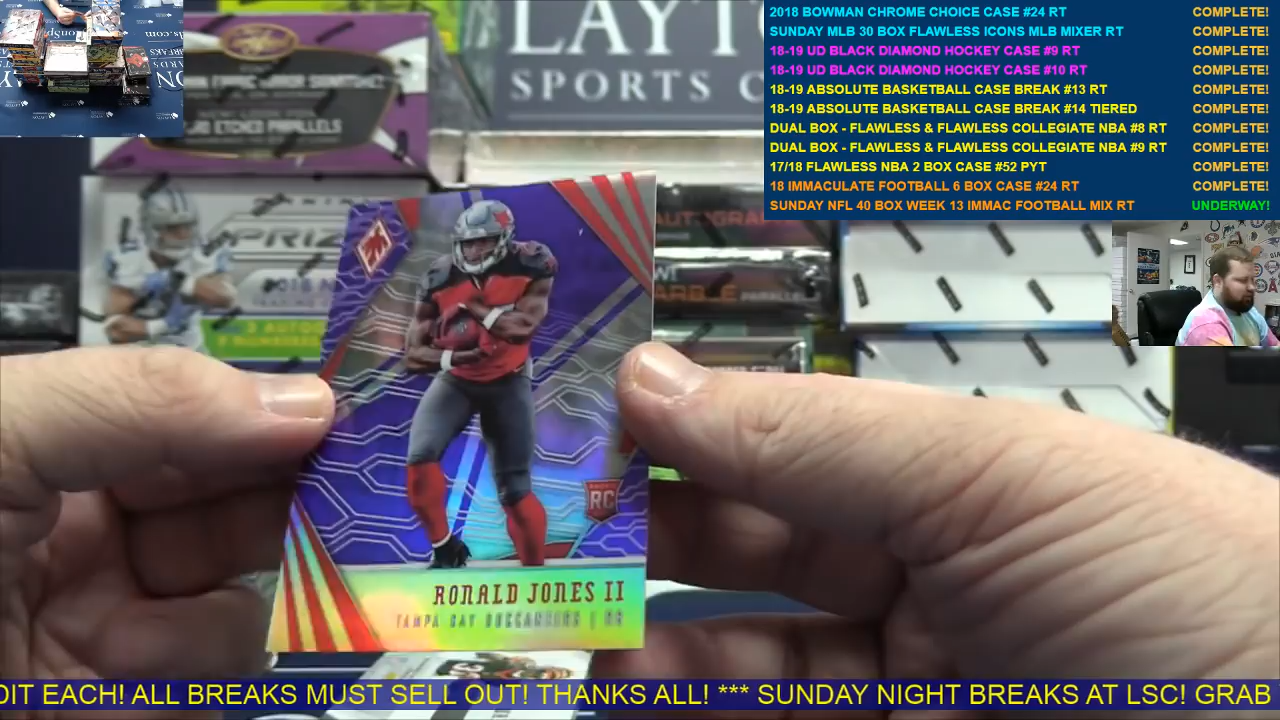 2018 BOWMAN CHROME CHOICE CASE #24 RT COMPLETE!
SUNDAY MLB 30 BOX FLAWLESS ICONS MLB MIXER RT COMPLETE!
18-19 UD BLACK DIAMOND HOCKEY CASE #9 RT COMPLETE!
18-19 UD BLACK DIAMOND HOCKEY CASE #10 RT COMPLETE!
18-19 ABSOLUTE BASKETBALL CASE BREAK #13 RT COMPLETE!
18-19 ABSOLUTE BASKETBALL CASE BREAK #14 TIERED COMPLETE!
DUAL BOX - FLAWLESS & FLAWLESS COLLEGIATE NBA #8 RT COMPLETE!
DUAL BOX - FLAWLESS & FLAWLESS COLLEGIATE NBA #9 RT COMPLETE!
17/18 FLAWLESS NBA 2 BOX CASE #52 PYT COMPLETE!
18 IMMACULATE FOOTBALL 6 BOX CASE #24 RT COMPLETE!
SUNDAY NFL 40 BOX WEEK 13 IMMAC FOOTBALL MIX RT UNDERWAY!
LAYT
SPORTS C
ETCHED PARALLELS
PRIZ
AUTOGRA
RC
RONALD JONES II
TAMPA BAY BUCCANEERS | RB
DIT EACH! ALL BREAKS MUST SELL OUT! THANKS ALL! *** SUNDAY NIGHT BREAKS AT LSC! GRAB